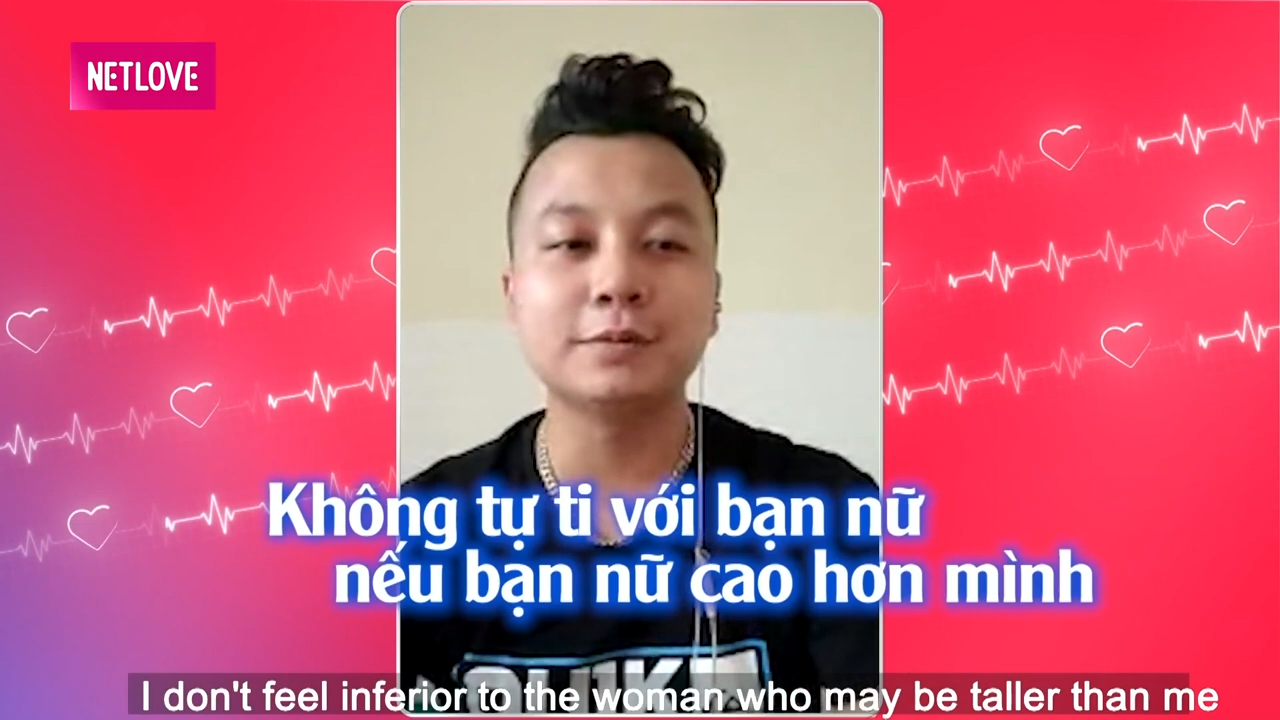 NETLOVE
Không tự ti với bạn nữ
nếu bạn nữ cao hơn mình
I don't feel inferior to the woman who may be taller than me